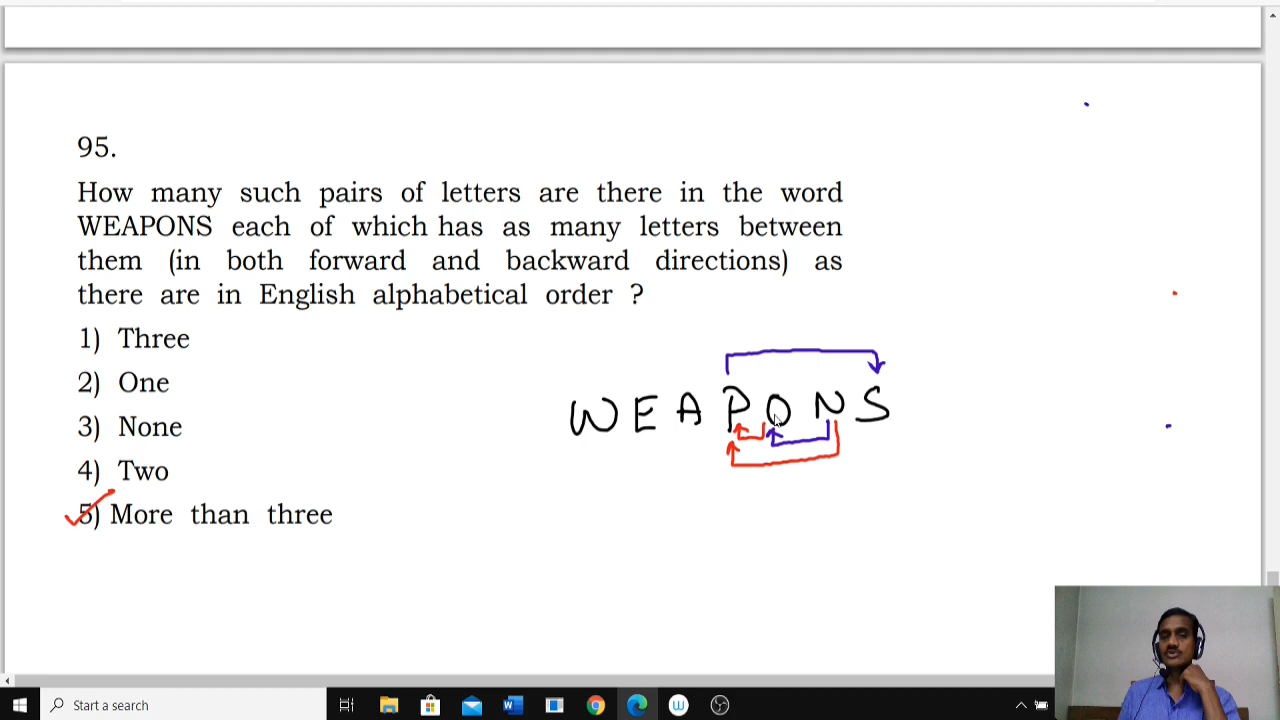 95.
How many such pairs of letters are there in the word
WEAPONS each of which has as many letters between
them (in both forward and backward directions) as
there are in English alphabetical order ?
1) Three
2) One
3) None
4) Two
5) More than three
W E A P O N S
Start a search